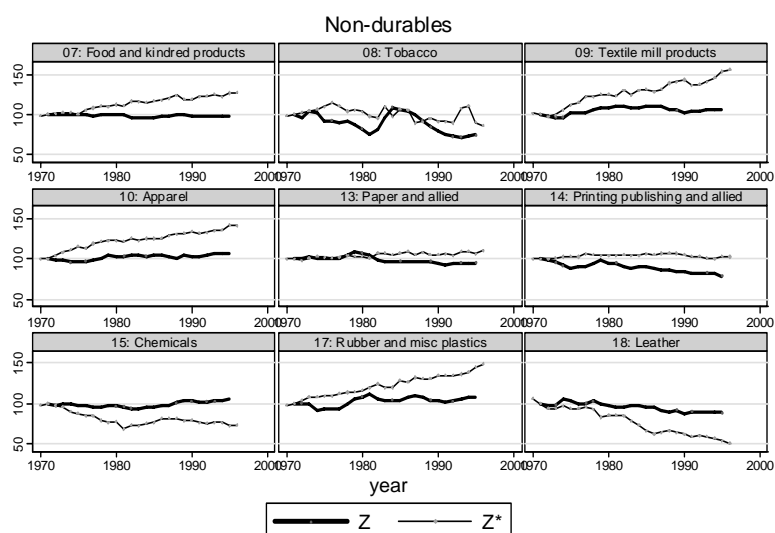 Non-durables
07: Food and kindred products 08: Tobacco 09: Textile mill products
150
100
50
1970 1980 1990 2000 1970 1980 1990 2000 1970 1980 1990 2000
10: Apparel 13: Paper and allied 14: Printing publishing and allied
150
100
50
1970 1980 1990 2000 1970 1980 1990 2000 1970 1980 1990 2000
15: Chemicals 17: Rubber and misc plastics 18: Leather
150
100
50
1970 1980 1990 2000 1970 1980 1990 2000 1970 1980 1990 2000
year
Z Z*